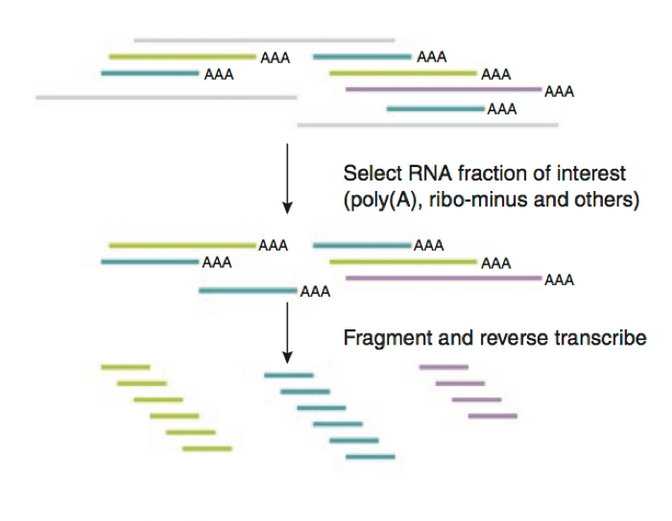 AAA
AAA
AAA
AAA
AAA
AAA
Select RNA fraction of interest
(poly(A), ribo-minus and others)
AAA
AAA
AAA
AAA
AAA
AAA
Fragment and reverse transcribe